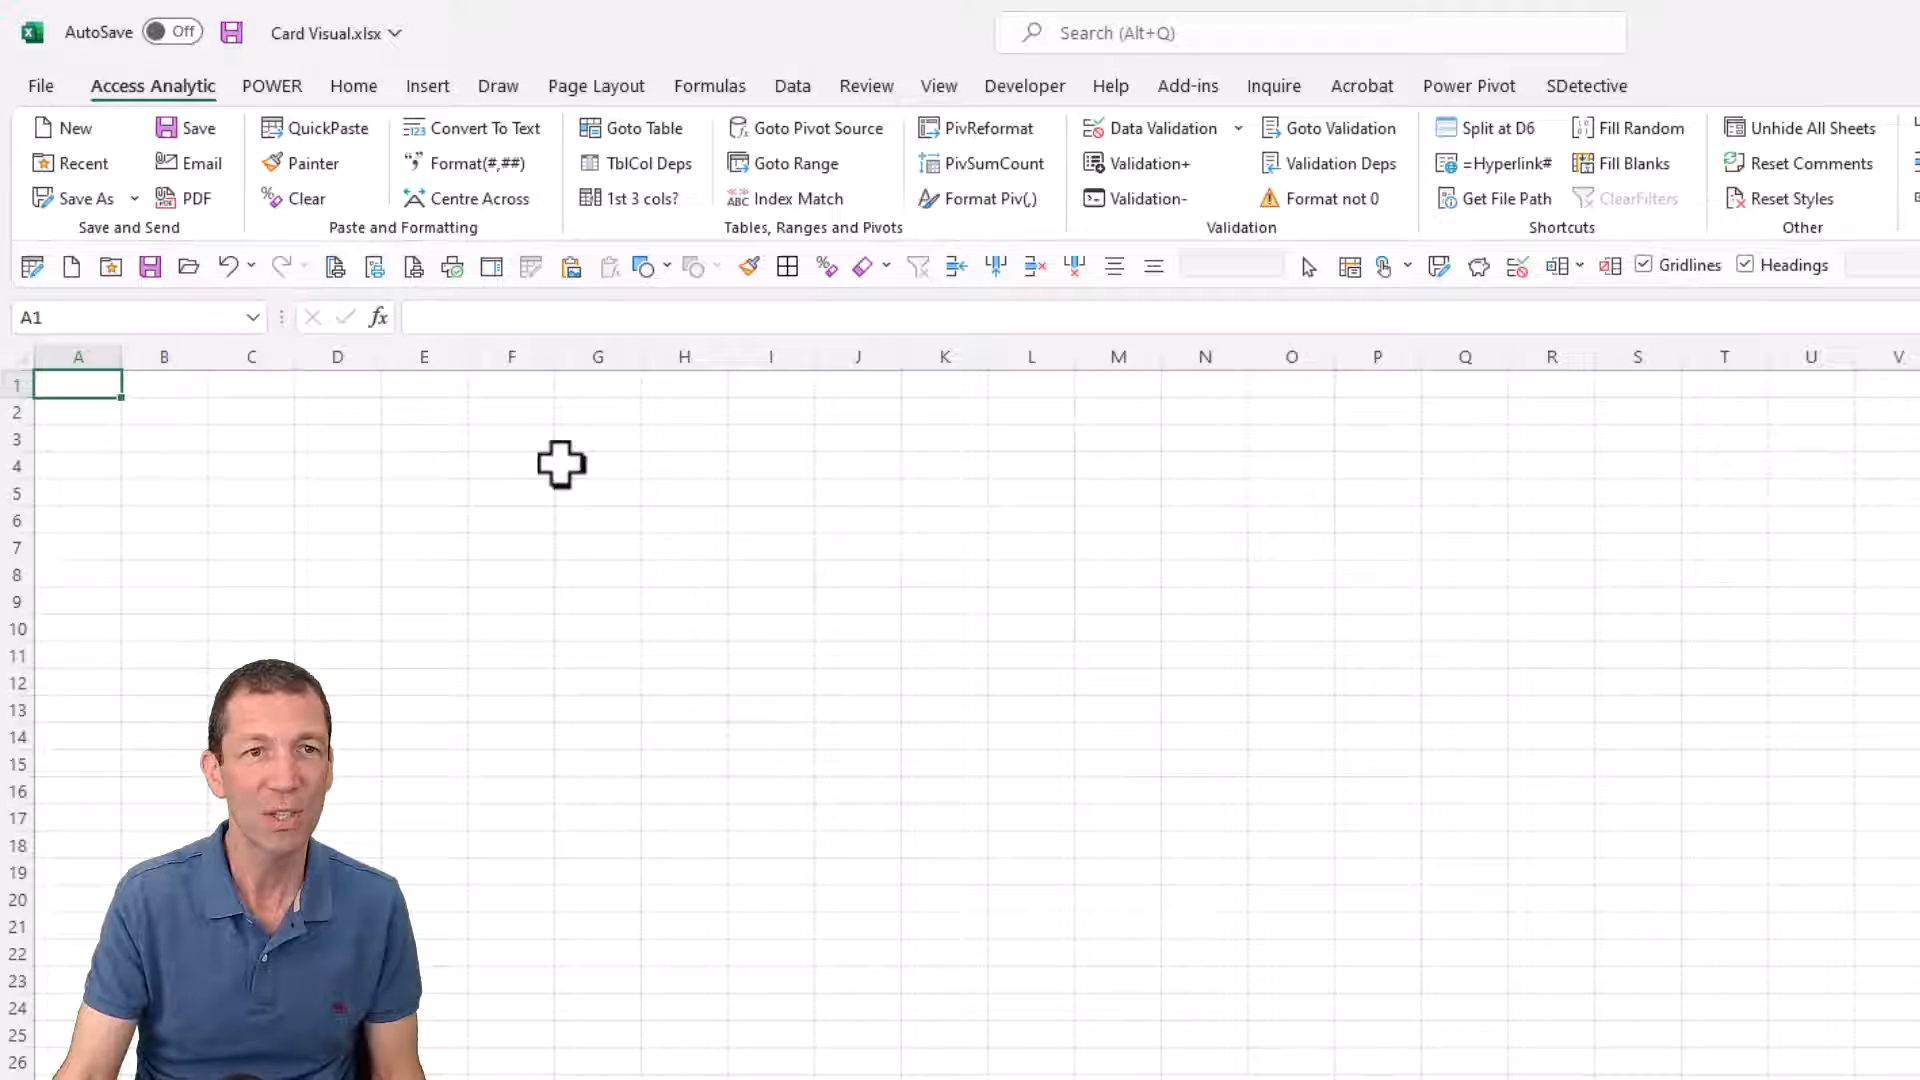 AutoSave Off Card Visual.xlsx Search (Alt+Q)
File Access Analytic POWER Home Insert Draw Page Layout Formulas Data Review View Developer Help Add-ins Inquire Acrobat Power Pivot SDetective
New Save QuickPaste Convert To Text Goto Table Goto Pivot Source PivReformat Data Validation Goto Validation Split at D6 Fill Random Unhide All Sheets
Recent Email Painter Format(#,##) TblCol Deps Goto Range PivSumCount Validation+ Validation Deps =Hyperlink# Fill Blanks Reset Comments
Save As PDF Clear Centre Across 1st 3 cols? Index Match Format Piv(,) Validation- Format not 0 Get File Path ClearFilters Reset Styles
Save and Send Paste and Formatting Tables, Ranges and Pivots Validation Shortcuts Other
Gridlines Headings
A1 fx
A B C D E F G H I J K L M N O P Q R S T U V
1
2
3
4
5
6
7
8
9
10
11
12
13
14
15
16
17
18
19
20
21
22
23
24
25
26